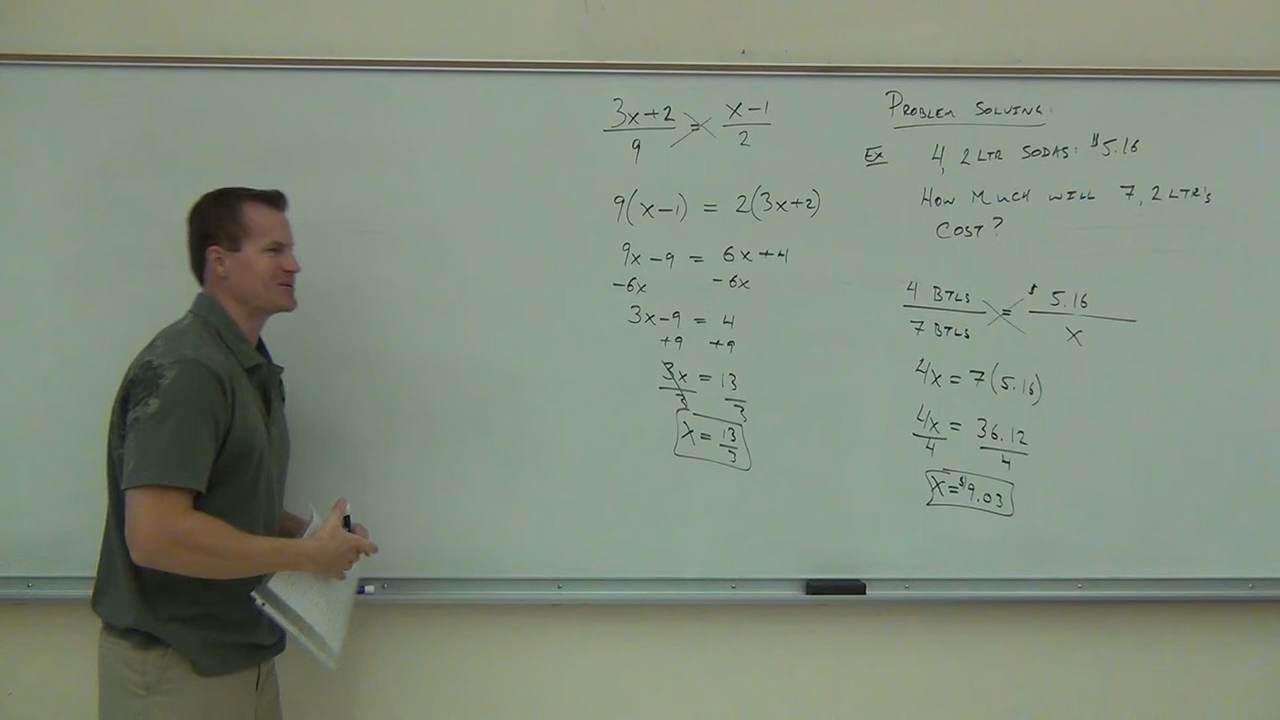 3x+2 = x-1
9 2
9(x-1) = 2(3x+2)
9x-9 = 6x+4
-6x -6x
3x-9 = 4
+9 +9
3x = 13
3 3
x = 13
3
PROBLEM SOLVING:
Ex 4, 2 LTR SODAS: $5.16
HOW MUCH WILL 7, 2 LTR's
COST?
4 BTLS = $ 5.16
7 BTLS x
4x = 7(5.16)
4x = 36.12
4 4
x=$9.03